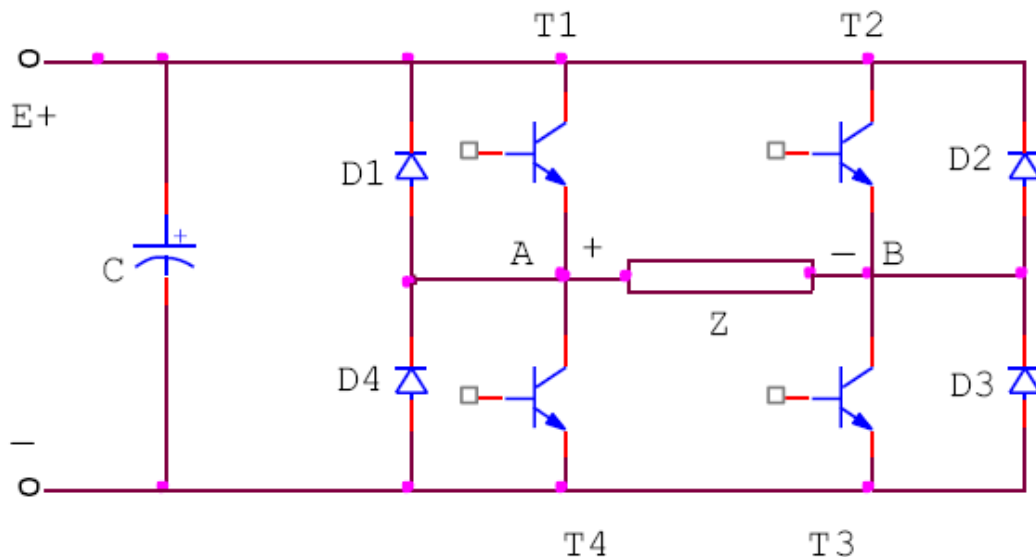 T1 T2
E+
D1 D2
+
A + − B
C
Z
D4 D3
−
T4 T3